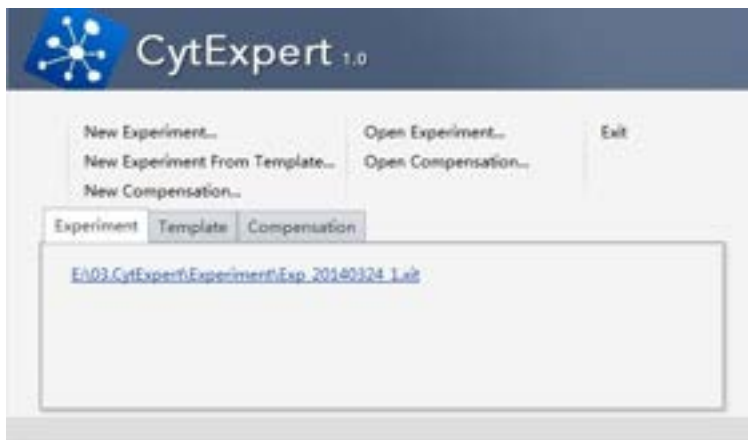 CytExpert 1.0
New Experiment... Open Experiment... Exit
New Experiment From Template... Open Compensation...
New Compensation...
Experiment Template Compensation
E:\03.CytExpert\Experiment\Exp_20140324_1.xit